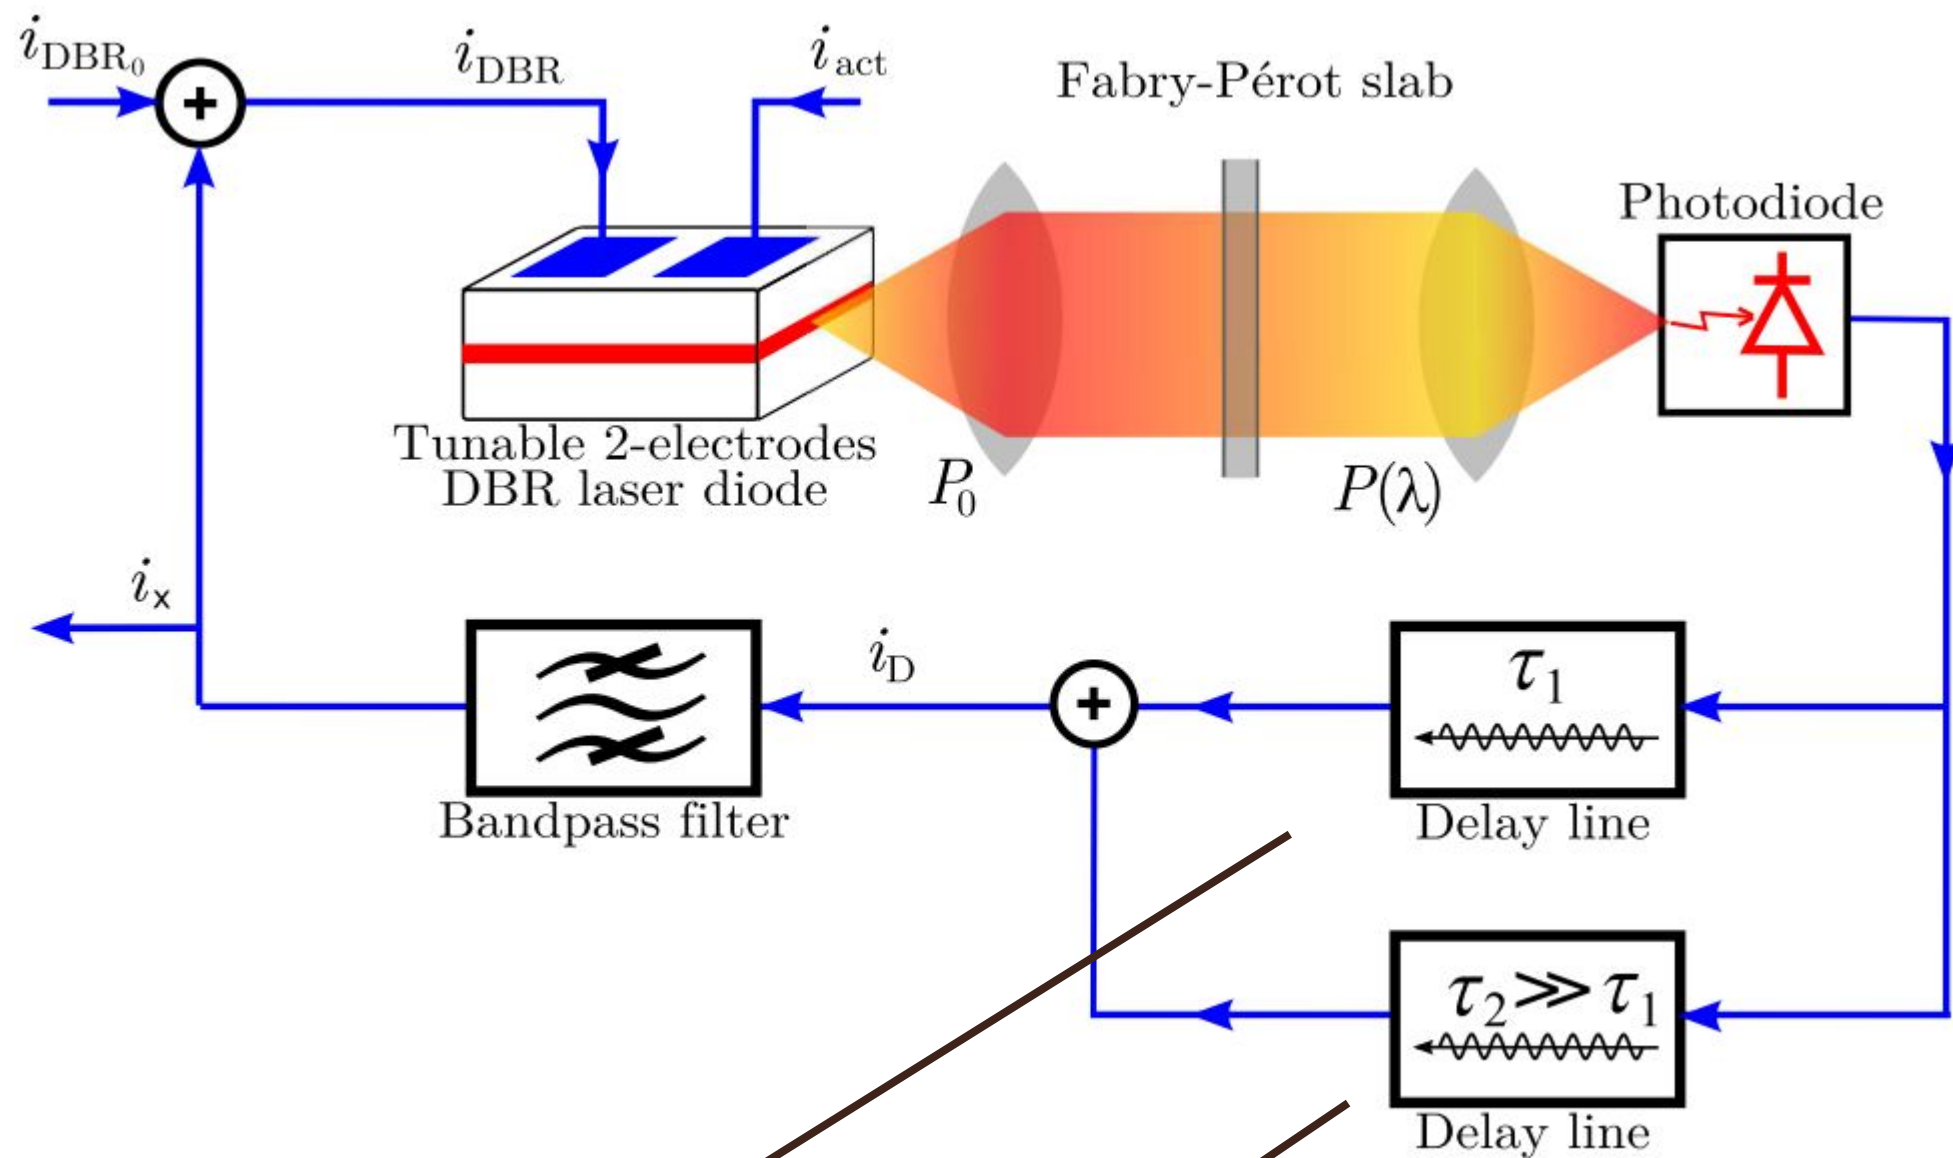 i_DBR₀
i_DBR
i_act
Fabry-Pérot slab
Photodiode
+
Tunable 2-electrodes
DBR laser diode
P₀
P(λ)
i_x
i_D
+
τ₁
Bandpass filter
Delay line
τ₂≫τ₁
Delay line